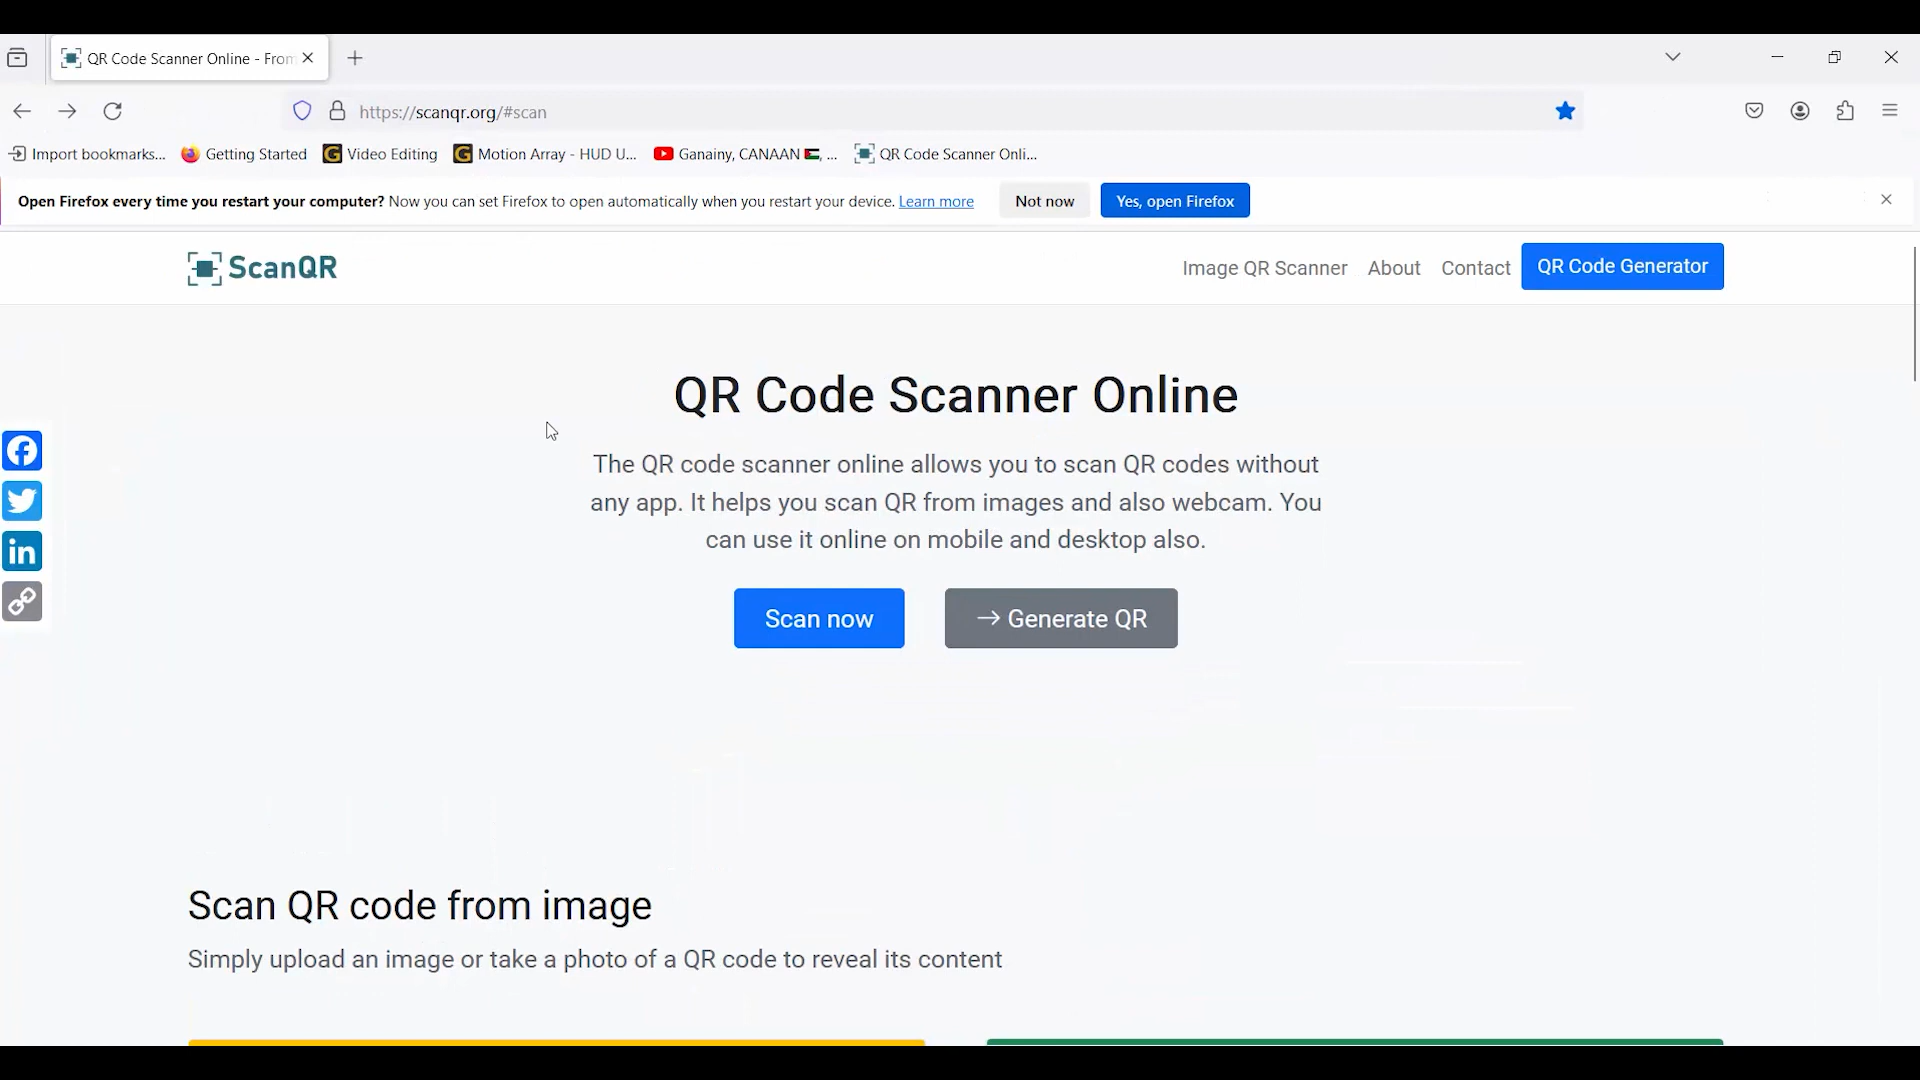 QR Code Scanner Online - From
https://scanqr.org/#scan
Import bookmarks... Getting Started Video Editing Motion Array - HUD U... Ganainy, CANAAN 🇵🇸, ... QR Code Scanner Onli...
Open Firefox every time you restart your computer? Now you can set Firefox to open automatically when you restart your device. Learn more Not now Yes, open Firefox
ScanQR Image QR Scanner About Contact QR Code Generator
QR Code Scanner Online
The QR code scanner online allows you to scan QR codes without
any app. It helps you scan QR from images and also webcam. You
can use it online on mobile and desktop also.
Scan now → Generate QR
Scan QR code from image
Simply upload an image or take a photo of a QR code to reveal its content